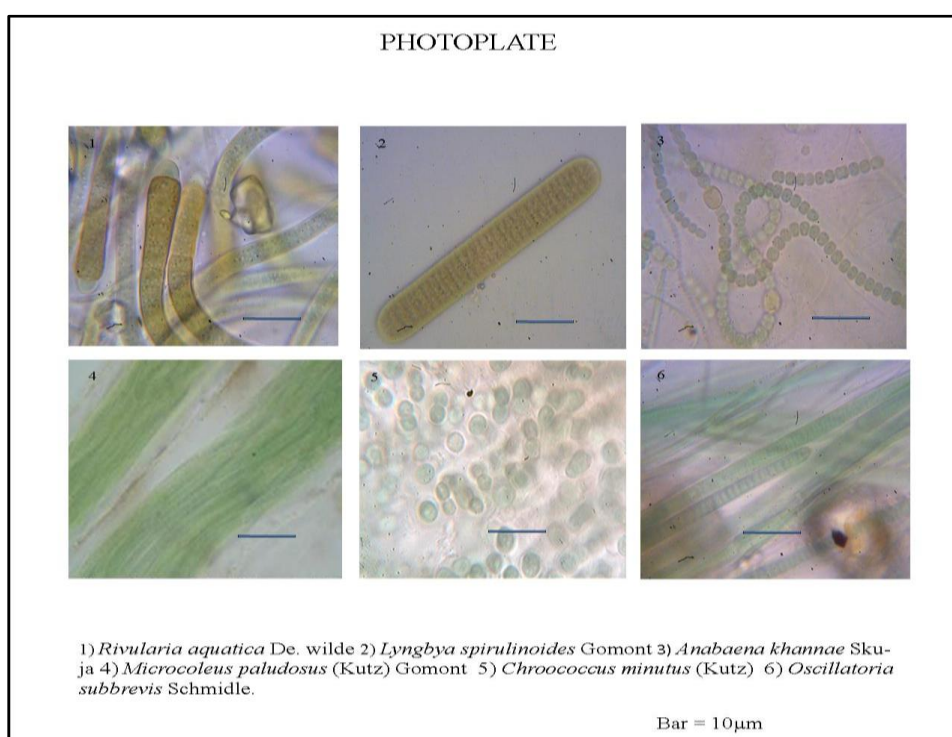 PHOTOPLATE
1
2
3
4
5
6
1) Rivularia aquatica De. wilde 2) Lyngbya spirulinoides Gomont 3) Anabaena khannae Sku-
ja 4) Microcoleus paludosus (Kutz) Gomont 5) Chroococcus minutus (Kutz) 6) Oscillatoria
subbrevis Schmidle.
Bar = 10μm